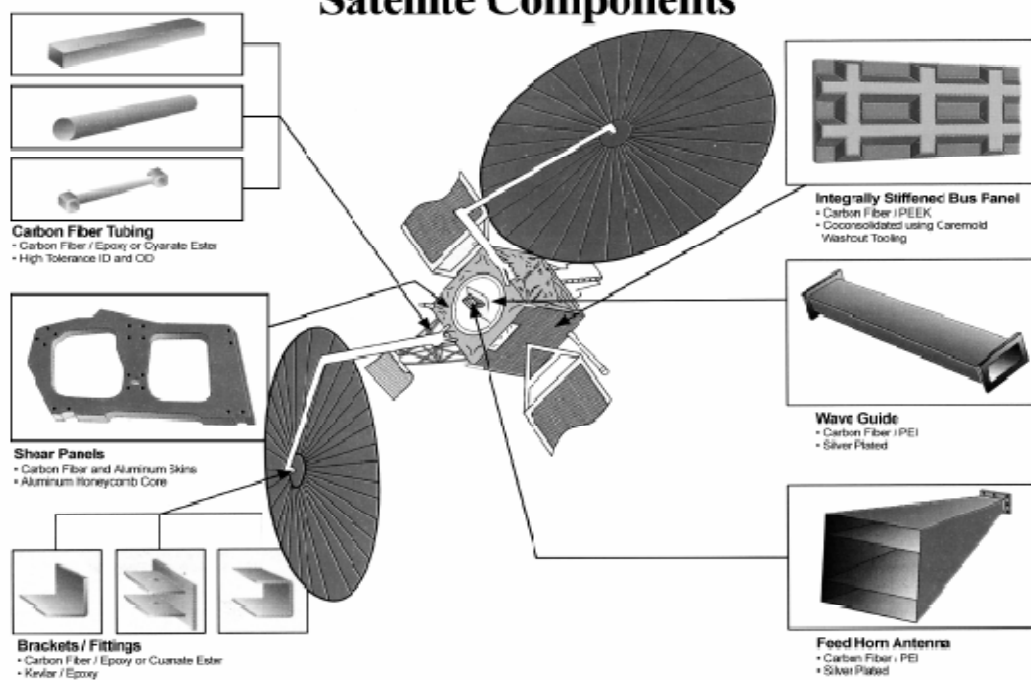 Satellite Components
Carbon Fiber Tubing
• Carbon Fiber / Epoxy or Cyanate Ester
• High Tolerance ID and OD
Shear Panels
• Carbon Fiber and Aluminum Skins
• Aluminum Honeycomb Core
Brackets / Fittings
• Carbon Fiber / Epoxy or Cyanate Ester
• Kevlar / Epoxy
Integrally Stiffened Bus Panel
• Carbon Fiber / PEEK
• Coconsolidated using Caremold
Washout Tooling
Wave Guide
• Carbon Fiber / PEI
• Silver Plated
Feed Horn Antenna
• Carbon Fiber / PEI
• Silver Plated